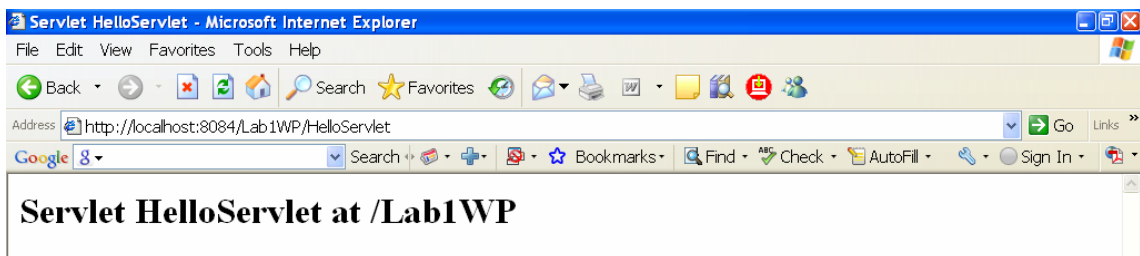 Servlet HelloServlet - Microsoft Internet Explorer
File Edit View Favorites Tools Help
Back Search Favorites W
Address http://localhost:8084/Lab1WP/HelloServlet Go Links »
Google g Search Bookmarks Find ABC Check AutoFill Sign In
Servlet HelloServlet at /Lab1WP